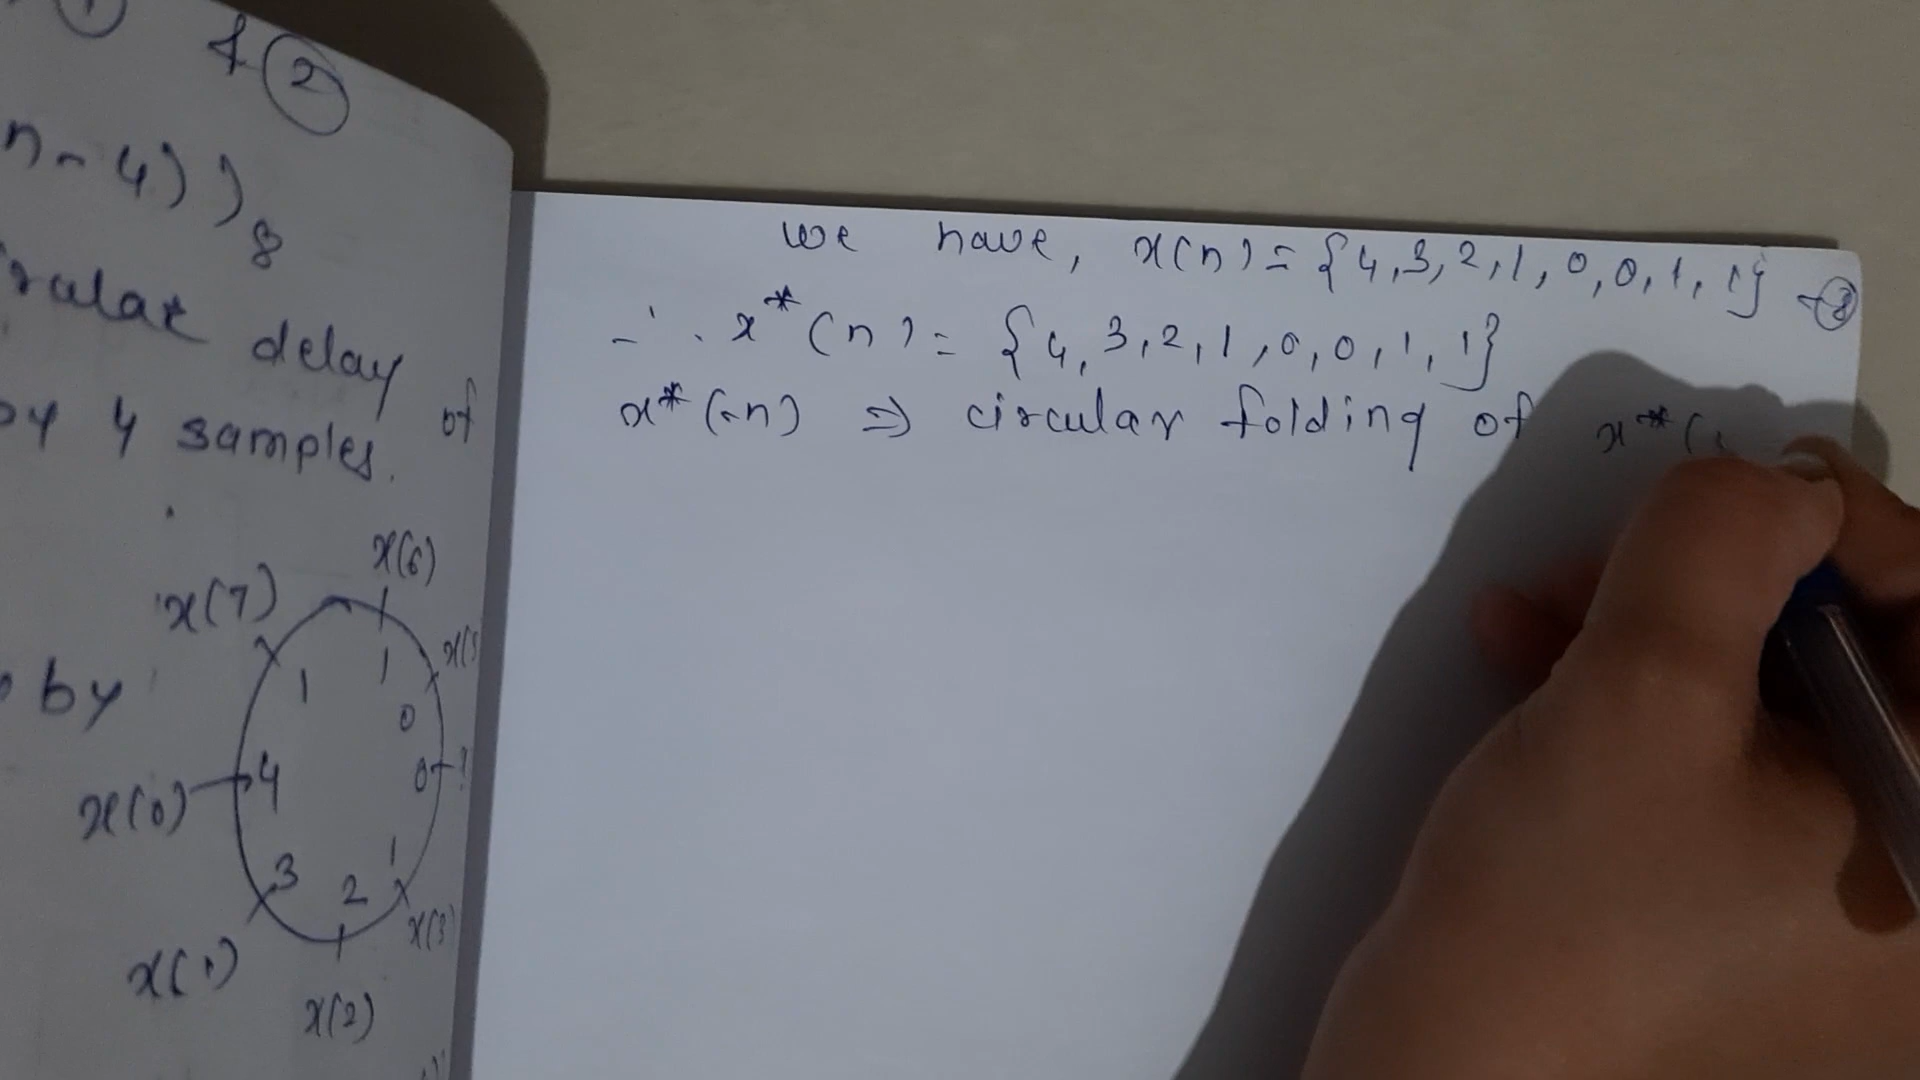 & ②
n-4))8
delay of
by 4 samples.
x(6)
x(7)
1
1
0
by
x(0)
4
0
3
2
1
x(3)
x(1)
x(2)
we have, x(n) = {4,3,2,1,0,0,1,1} -③
∴ x*(n) = {4,3,2,1,0,0,1,1}
x*(-n) ⇒ circular folding of x*(